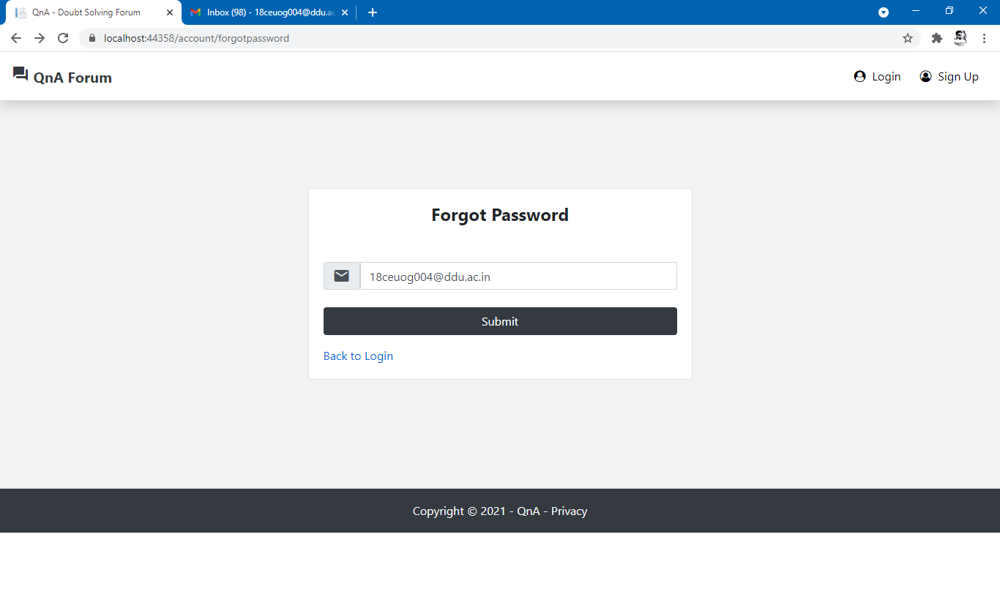 QnA - Doubt Solving Forum
Inbox (98) - 18ceuog004@ddu.ac
localhost:44358/account/forgotpassword
QnA Forum
Login
Sign Up
Forgot Password
18ceuog004@ddu.ac.in
Submit
Back to Login
Copyright © 2021 - QnA - Privacy